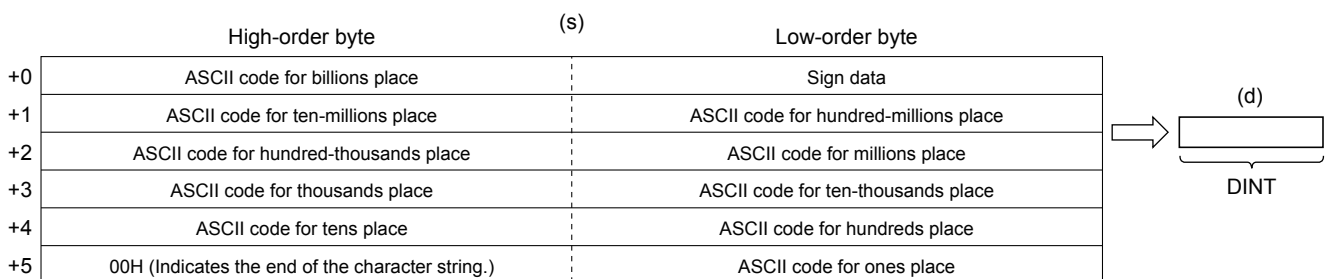 (s)
High-order byte Low-order byte
+0 ASCII code for billions place Sign data
+1 ASCII code for ten-millions place ASCII code for hundred-millions place
+2 ASCII code for hundred-thousands place ASCII code for millions place
+3 ASCII code for thousands place ASCII code for ten-thousands place
+4 ASCII code for tens place ASCII code for hundreds place
+5 00H (Indicates the end of the character string.) ASCII code for ones place
(d)
DINT